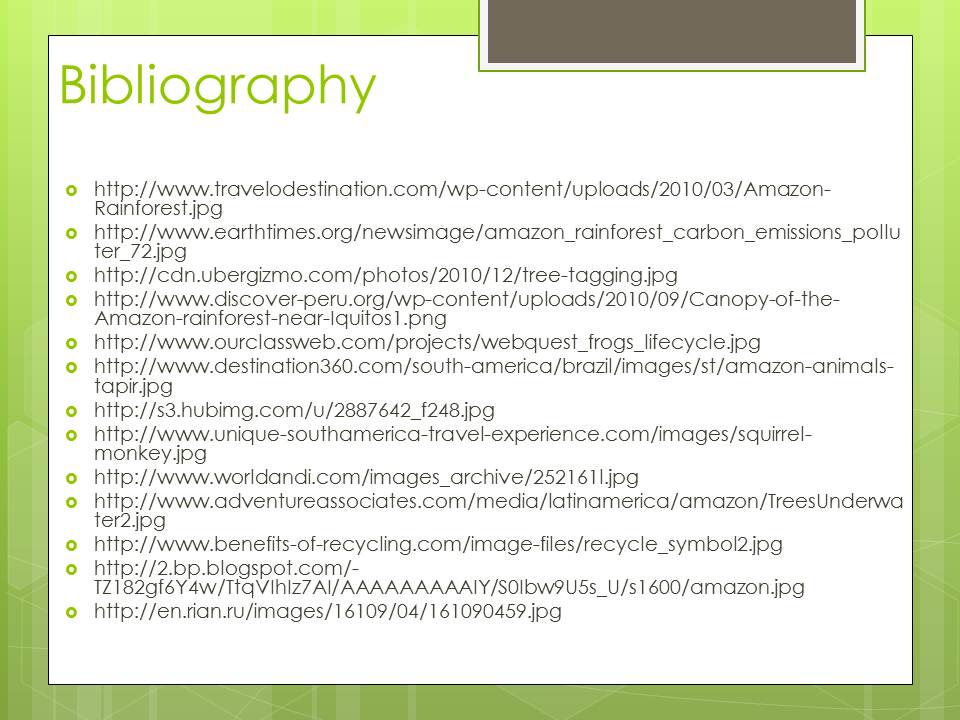 Bibliography
http://www.travelodestination.com/wp-content/uploads/2010/03/Amazon-
Rainforest.jpg
http://www.earthtimes.org/newsimage/amazon_rainforest_carbon_emissions_pollu
ter_72.jpg
http://cdn.ubergizmo.com/photos/2010/12/tree-tagging.jpg
http://www.discover-peru.org/wp-content/uploads/2010/09/Canopy-of-the-
Amazon-rainforest-near-Iquitos1.png
http://www.ourclassweb.com/projects/webquest_frogs_lifecycle.jpg
http://www.destination360.com/south-america/brazil/images/st/amazon-animals-
tapir.jpg
http://s3.hubimg.com/u/2887642_f248.jpg
http://www.unique-southamerica-travel-experience.com/images/squirrel-
monkey.jpg
http://www.worldandi.com/images_archive/252161l.jpg
http://www.adventureassociates.com/media/latinamerica/amazon/TreesUnderwa
ter2.jpg
http://www.benefits-of-recycling.com/image-files/recycle_symbol2.jpg
http://2.bp.blogspot.com/-
TZ182gf6Y4w/TfqVIhIz7AI/AAAAAAAAAIY/S0Ibw9U5s_U/s1600/amazon.jpg
http://en.rian.ru/images/16109/04/161090459.jpg